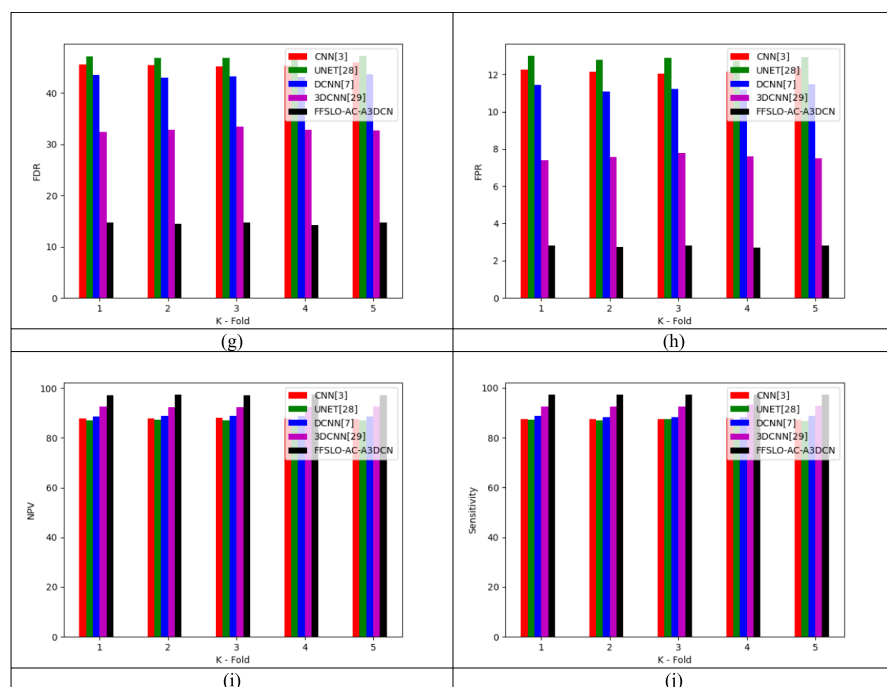 CNN[3]
UNET[28]
DCNN[7]
3DCNN[29]
FFSLO-AC-A3DCN
40
30
20
10
0
FDR
1 2 3 4 5
K - Fold
(g)
CNN[3]
UNET[28]
DCNN[7]
3DCNN[29]
FFSLO-AC-A3DCN
12
10
8
6
4
2
0
FPR
1 2 3 4 5
K - Fold
(h)
100
80
60
40
20
0
NPV
CNN[3]
UNET[28]
DCNN[7]
3DCNN[29]
FFSLO-AC-A3DCN
1 2 3 4 5
K - Fold
(i)
100
80
60
40
20
0
Sensitivity
CNN[3]
UNET[28]
DCNN[7]
3DCNN[29]
FFSLO-AC-A3DCN
1 2 3 4 5
K - Fold
(j)